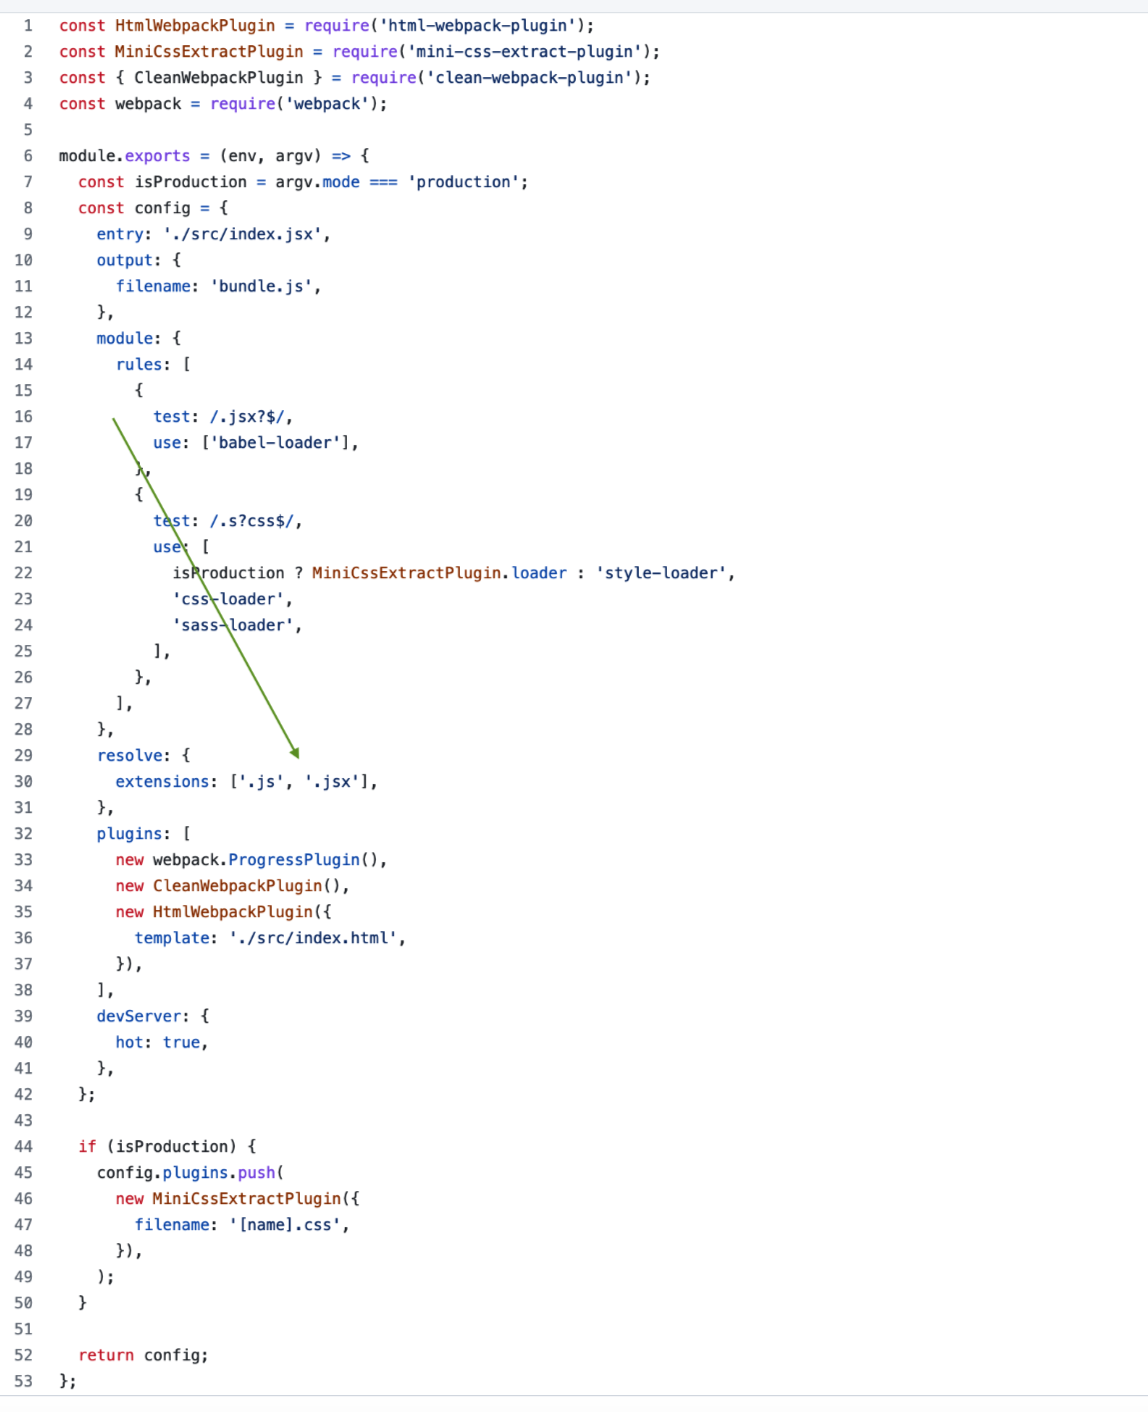 1 const HtmlWebpackPlugin = require('html-webpack-plugin');
2 const MiniCssExtractPlugin = require('mini-css-extract-plugin');
3 const { CleanWebpackPlugin } = require('clean-webpack-plugin');
4 const webpack = require('webpack');
5
6 module.exports = (env, argv) => {
7   const isProduction = argv.mode === 'production';
8   const config = {
9     entry: './src/index.jsx',
10     output: {
11       filename: 'bundle.js',
12     },
13     module: {
14       rules: [
15         {
16           test: /.jsx?$/,
17           use: ['babel-loader'],
18         },
19         {
20           test: /.s?css$/,
21           use: [
22             isProduction ? MiniCssExtractPlugin.loader : 'style-loader',
23             'css-loader',
24             'sass-loader',
25           ],
26         },
27       ],
28     },
29     resolve: {
30       extensions: ['.js', '.jsx'],
31     },
32     plugins: [
33       new webpack.ProgressPlugin(),
34       new CleanWebpackPlugin(),
35       new HtmlWebpackPlugin({
36         template: './src/index.html',
37       }),
38     ],
39     devServer: {
40       hot: true,
41     },
42   };
43
44   if (isProduction) {
45     config.plugins.push(
46       new MiniCssExtractPlugin({
47         filename: '[name].css',
48       }),
49     );
50   }
51
52   return config;
53 };